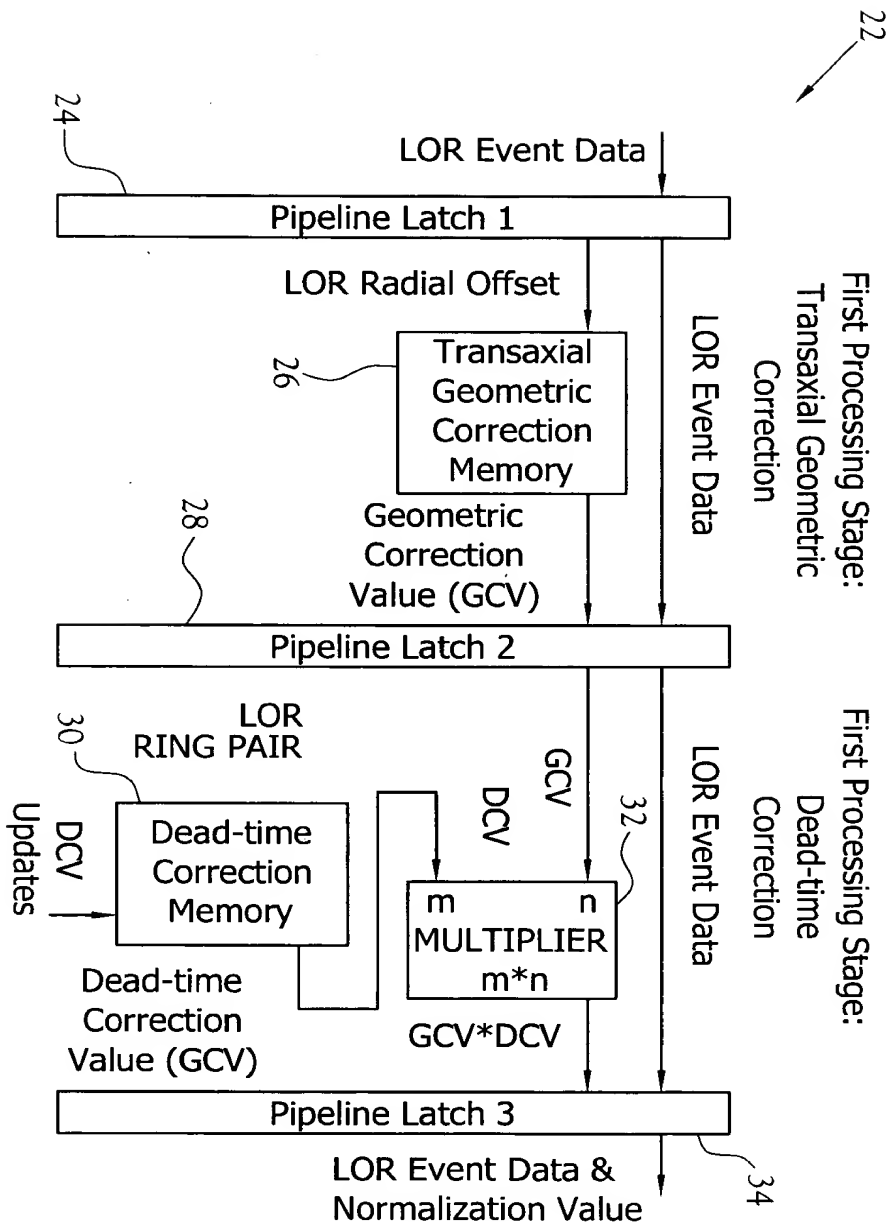 22
24
LOR Event Data
Pipeline Latch 1
First Processing Stage:
Transaxial Geometric
Correction
LOR Radial Offset
LOR Event Data
26
Transaxial
Geometric
Correction
Memory
28
Geometric
Correction
Value (GCV)
Pipeline Latch 2
First Processing Stage:
Dead-time
Correction
LOR
RING PAIR
30
GCV
DCV
32
LOR Event Data
DCV
Updates
Dead-time
Correction
Memory
m n
MULTIPLIER
m*n
Dead-time
Correction
Value (GCV)
GCV*DCV
Pipeline Latch 3
34
LOR Event Data &
Normalization Value